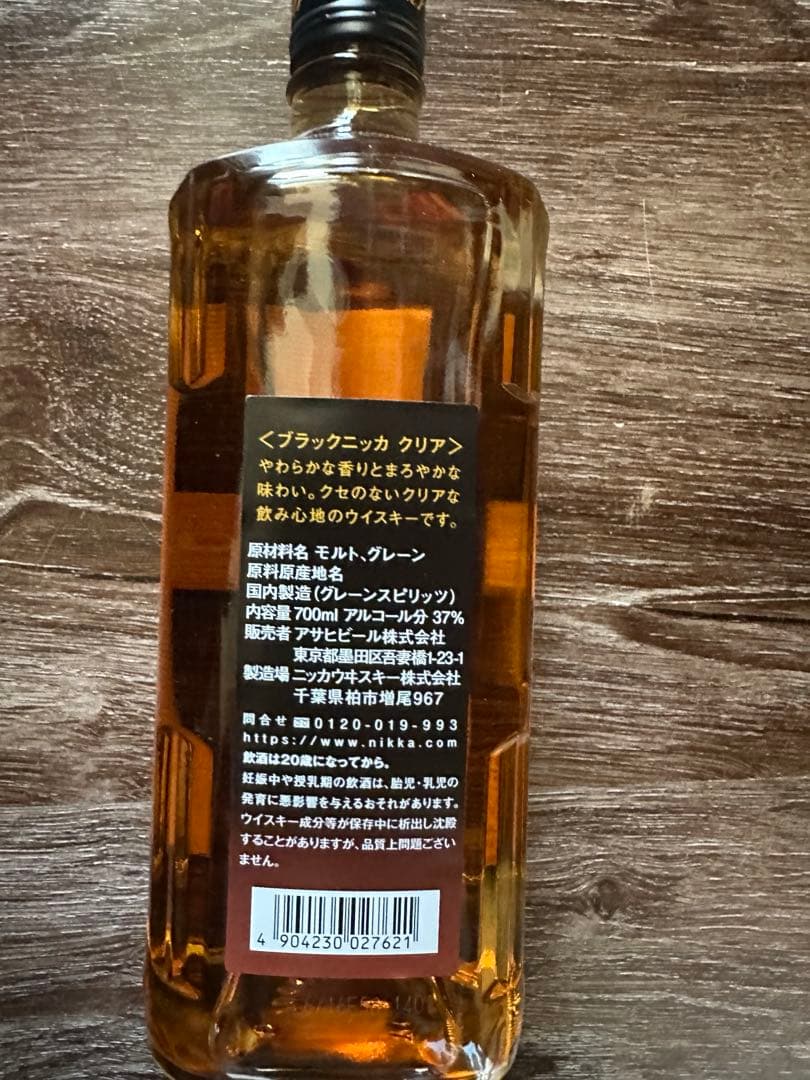 <ブラックニッカ クリア>
やわらかな香りとまろやかな
味わい。クセのないクリアな
飲み心地のウイスキーです。
原材料名 モルト、グレーン
原料原産地名
国内製造(グレーンスピリッツ)
内容量 700ml アルコール分 37%
販売者 アサヒビール株式会社
東京都墨田区吾妻橋1-23-1
製造場 ニッカウヰスキー株式会社
千葉県柏市増尾967
問合せ 0120-019-993
https://www.nikka.com
飲酒は20歳になってから。
妊娠中や授乳期の飲酒は、胎児・乳児の
発育に悪影響を与えるおそれがあります。
ウイスキー成分等が保存中に析出し沈殿
することがありますが、品質上問題ござい
ません。
4 904230 027621